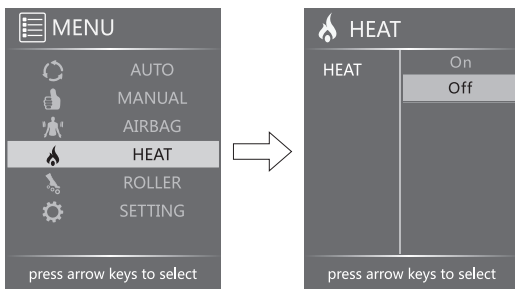 MENU
AUTO
MANUAL
AIRBAG
HEAT
ROLLER
SETTING
press arrow keys to select
HEAT
HEAT
On
Off
press arrow keys to select